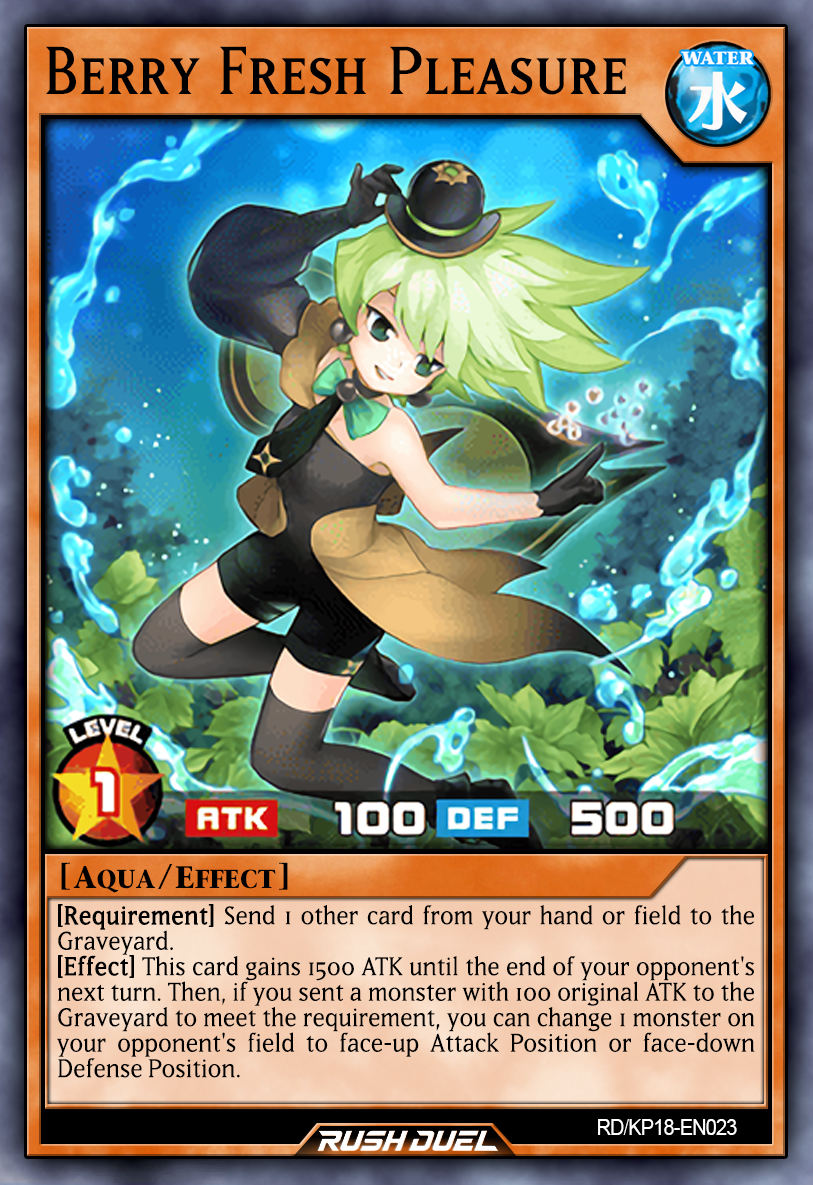 Berry Fresh Pleasure
WATER
水
LEVEL
1
ATK 100 DEF 500
[Aqua/Effect]
[Requirement] Send 1 other card from your hand or field to the
Graveyard.
[Effect] This card gains 1500 ATK until the end of your opponent's
next turn. Then, if you sent a monster with 100 original ATK to the
Graveyard to meet the requirement, you can change 1 monster on
your opponent's field to face-up Attack Position or face-down
Defense Position.
RD/KP18-EN023
RUSH DUEL